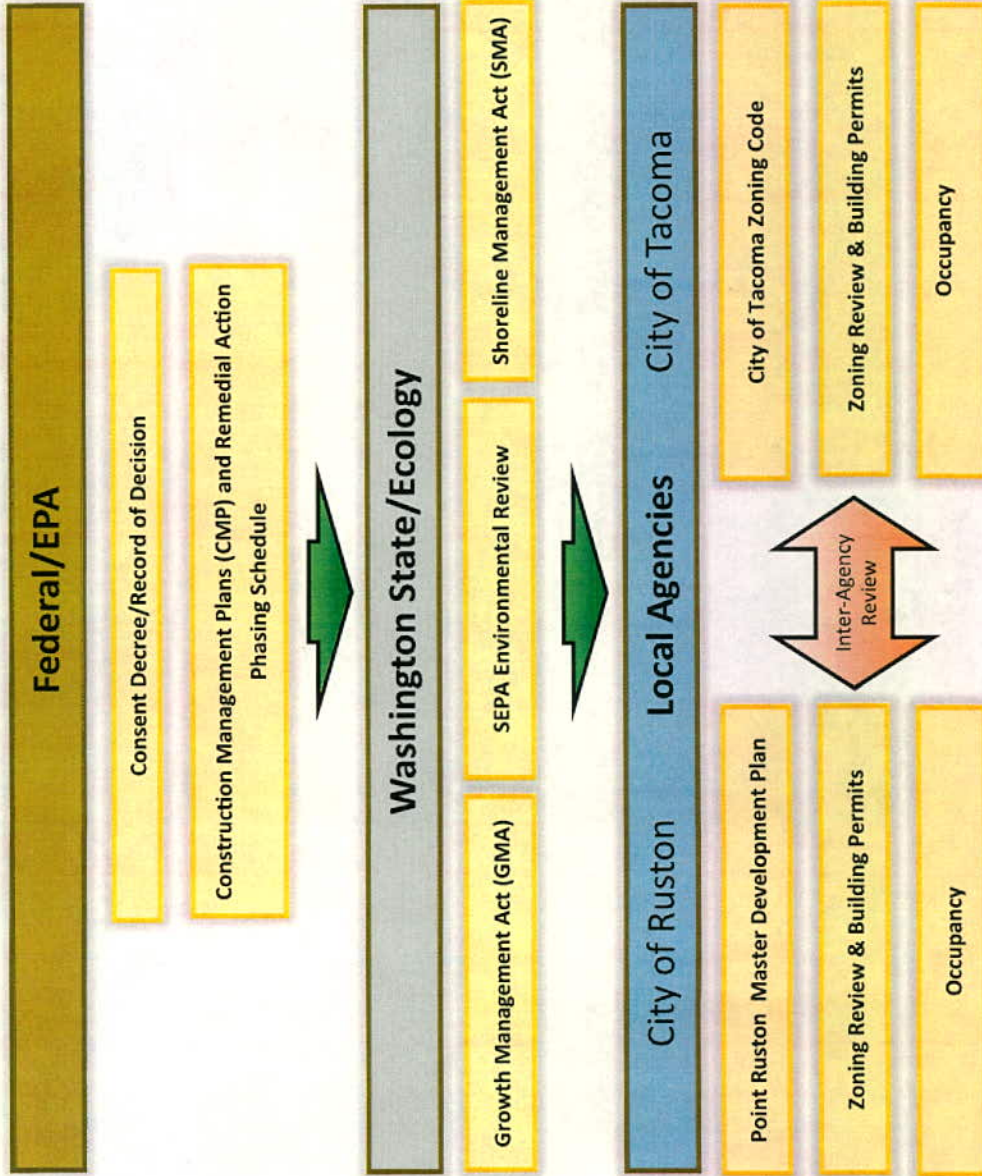 Federal/EPA
Consent Decree/Record of Decision
Construction Management Plans (CMP) and Remedial Action
Phasing Schedule
Washington State/Ecology
Growth Management Act (GMA)
SEPA Environmental Review
Shoreline Management Act (SMA)
City of Ruston
Local Agencies
City of Tacoma
Point Ruston Master Development Plan
Zoning Review & Building Permits
Occupancy
Inter-Agency
Review
City of Tacoma Zoning Code
Zoning Review & Building Permits
Occupancy